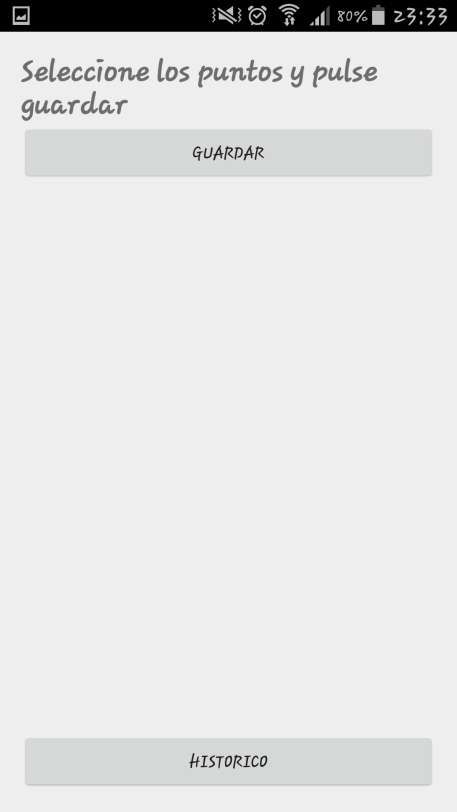 80% 23:33
Seleccione los puntos y pulse
guardar
GUARDAR
HISTORICO